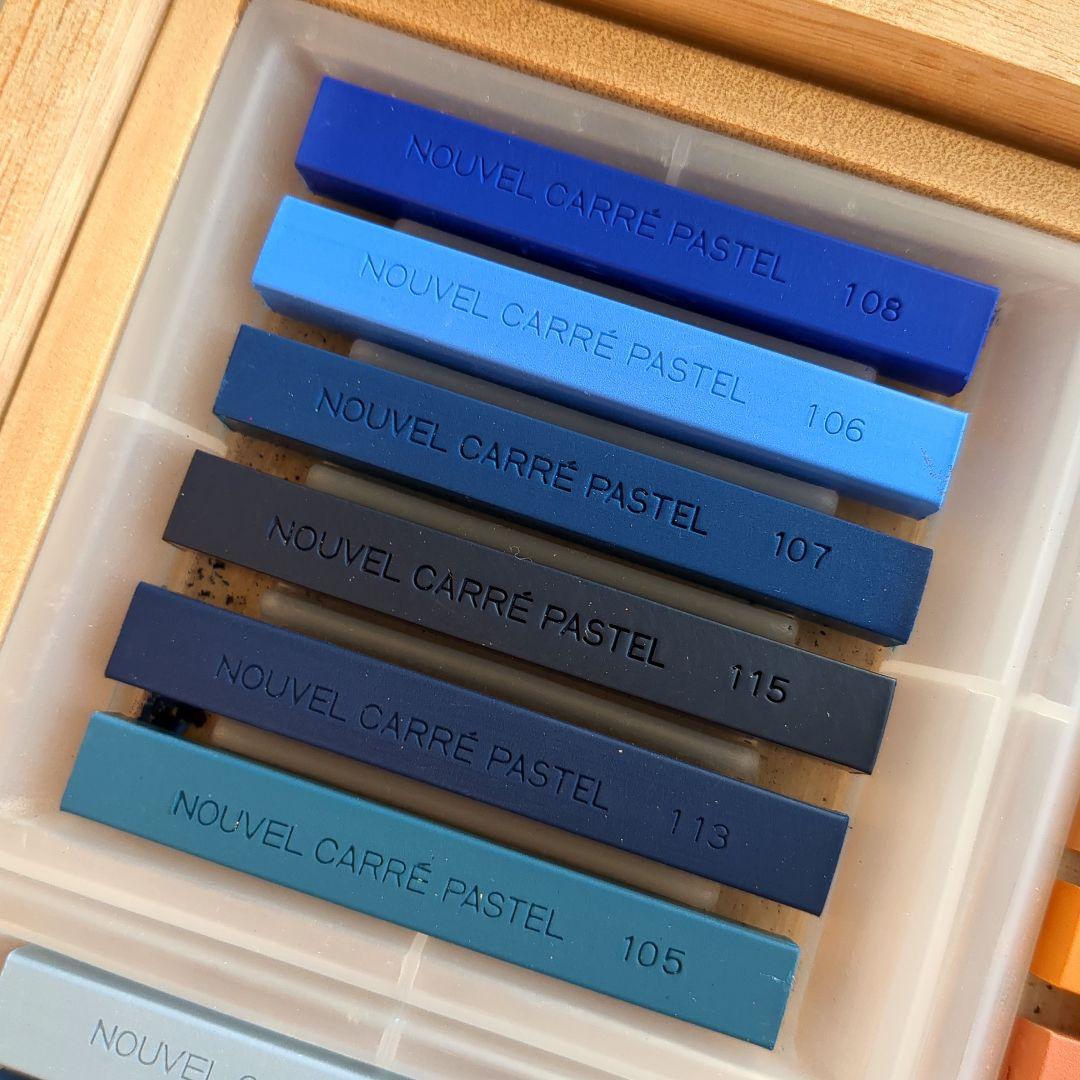 NOUVEL CARRÉ PASTEL 108
NOUVEL CARRÉ PASTEL 106
NOUVEL CARRÉ PASTEL 107
NOUVEL CARRÉ PASTEL 115
NOUVEL CARRÉ PASTEL 113
NOUVEL CARRÉ PASTEL 105
NOUVEL